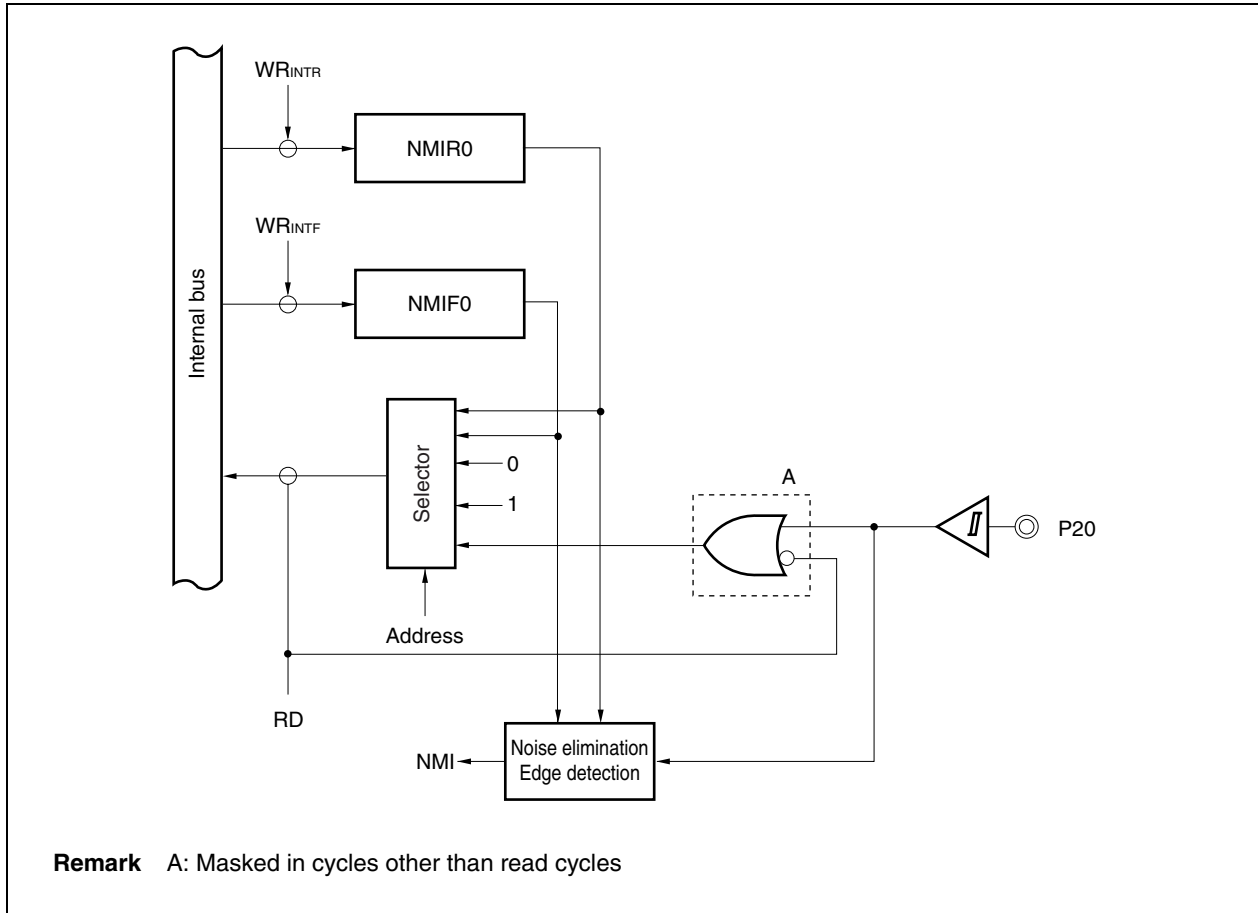 WRINTR
NMIR0
WRINTF
NMIF0
Internal bus
Selector
0
1
A
P20
Address
RD
NMI
Noise elimination
Edge detection
Remark A: Masked in cycles other than read cycles